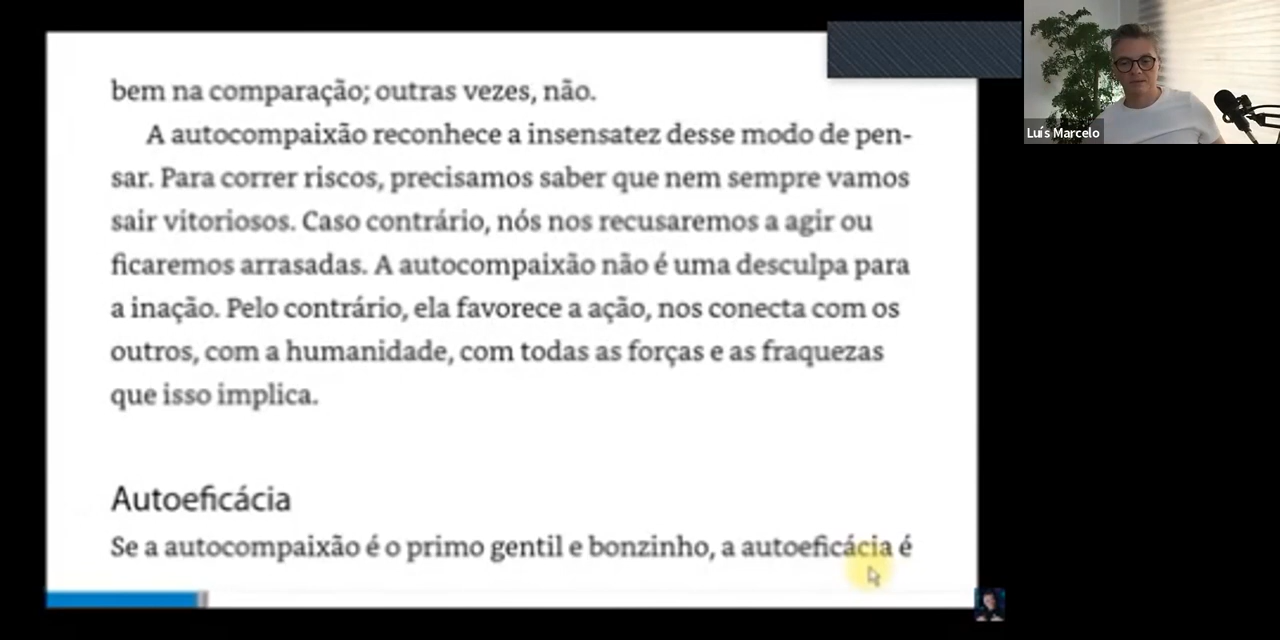 bem na comparação; outras vezes, não.
A autocompaixão reconhece a insensatez desse modo de pen-
sar. Para correr riscos, precisamos saber que nem sempre vamos
sair vitoriosos. Caso contrário, nós nos recusaremos a agir ou
ficaremos arrasadas. A autocompaixão não é uma desculpa para
a inação. Pelo contrário, ela favorece a ação, nos conecta com os
outros, com a humanidade, com todas as forças e as fraquezas
que isso implica.
Autoeficácia
Se a autocompaixão é o primo gentil e bonzinho, a autoeficácia é
Luís Marcelo